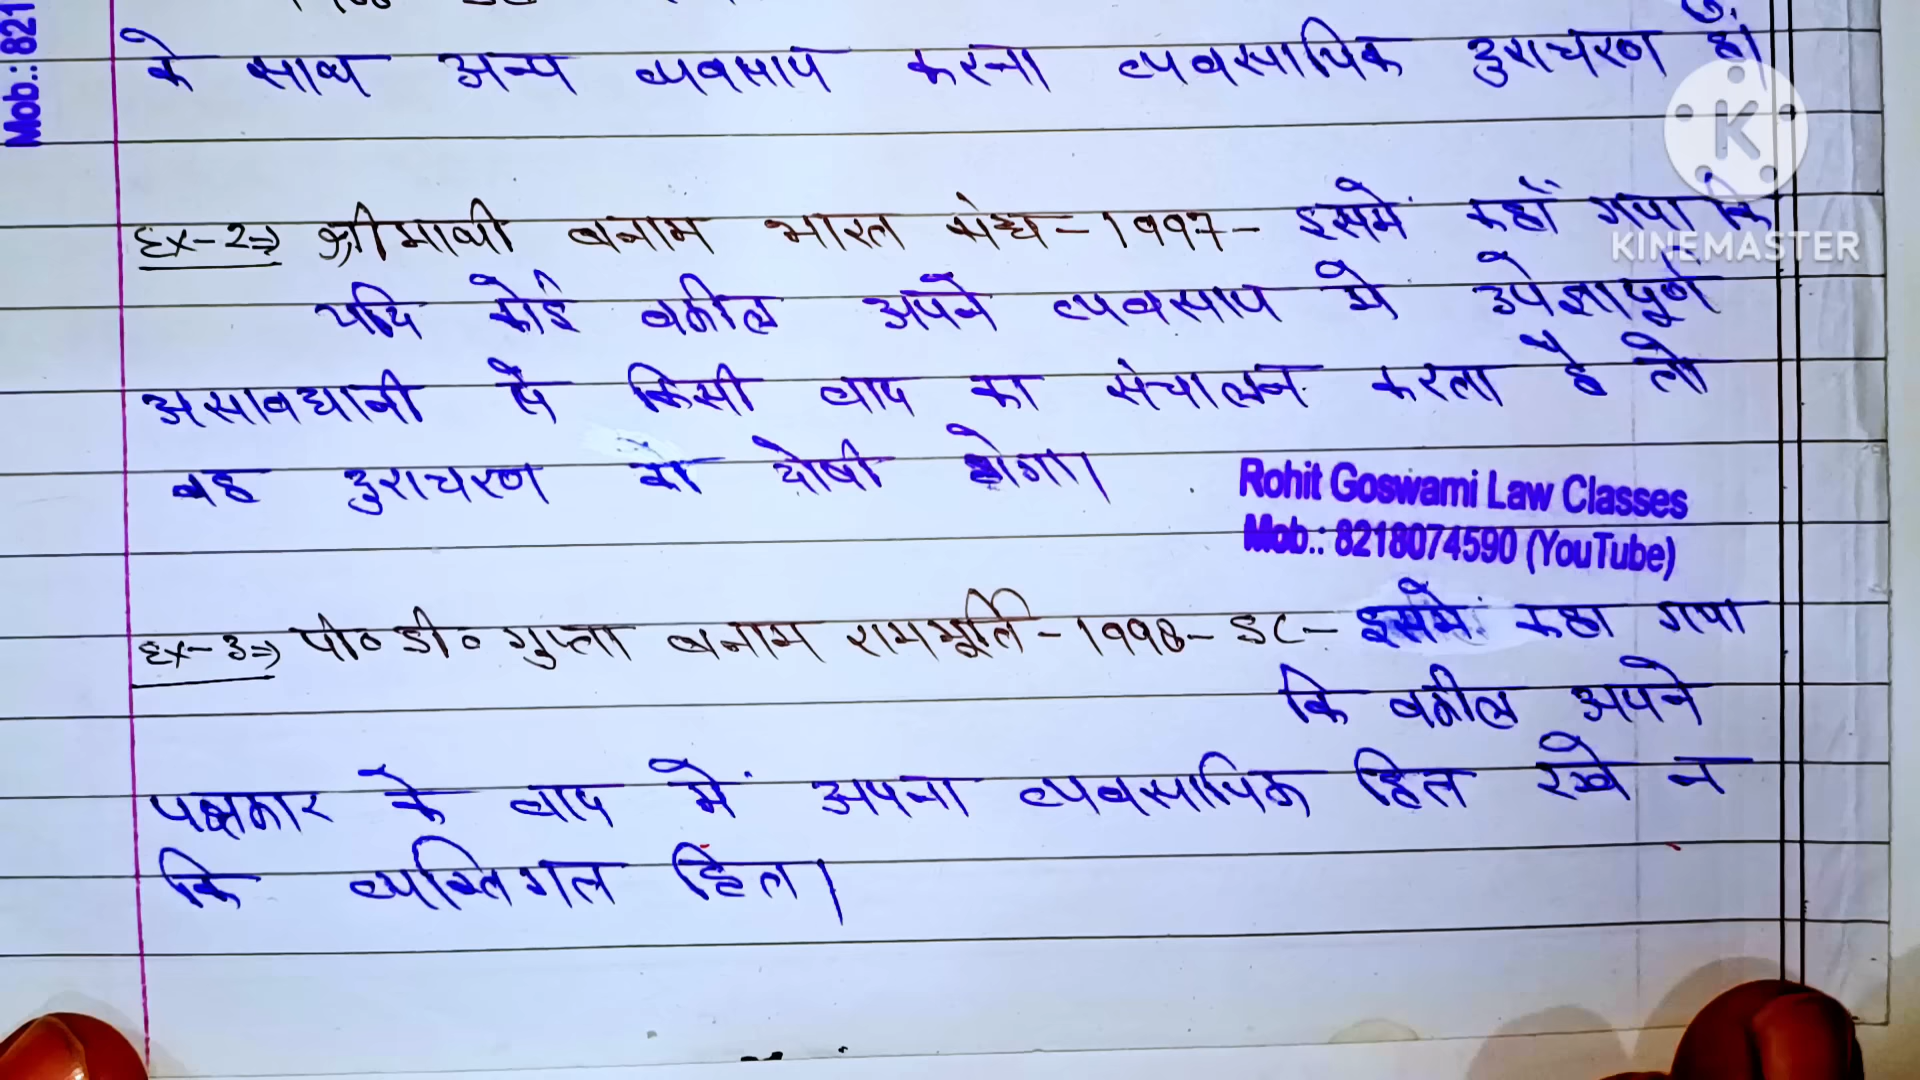 Mob.: 821
के साथ अन्य व्यवसाय करना व्यवसायिक दुराचरण है।
Ex-2⇒ श्रीमाथी बनाम भारत संघ-1997- इसमें कहाँ गया कि
यदि कोई वकील अपने व्यवसाय में उपेक्षापूर्ण
असावधानी से किसी वाद का संचालन करता है तो
वह दुराचरण को दोषी होगा।
Rohit Goswami Law Classes
Mob.: 8218074590 (YouTube)
Ex-3⇒ पी० डी० गुप्ता बनाम राममूर्ति-1998- SC- इसमें कहा गया
कि वकील अपने
पक्षकार के वाद में अपना व्यवसायिक हित रखे न
कि व्यक्तिगत हित।
K
KINEMASTER